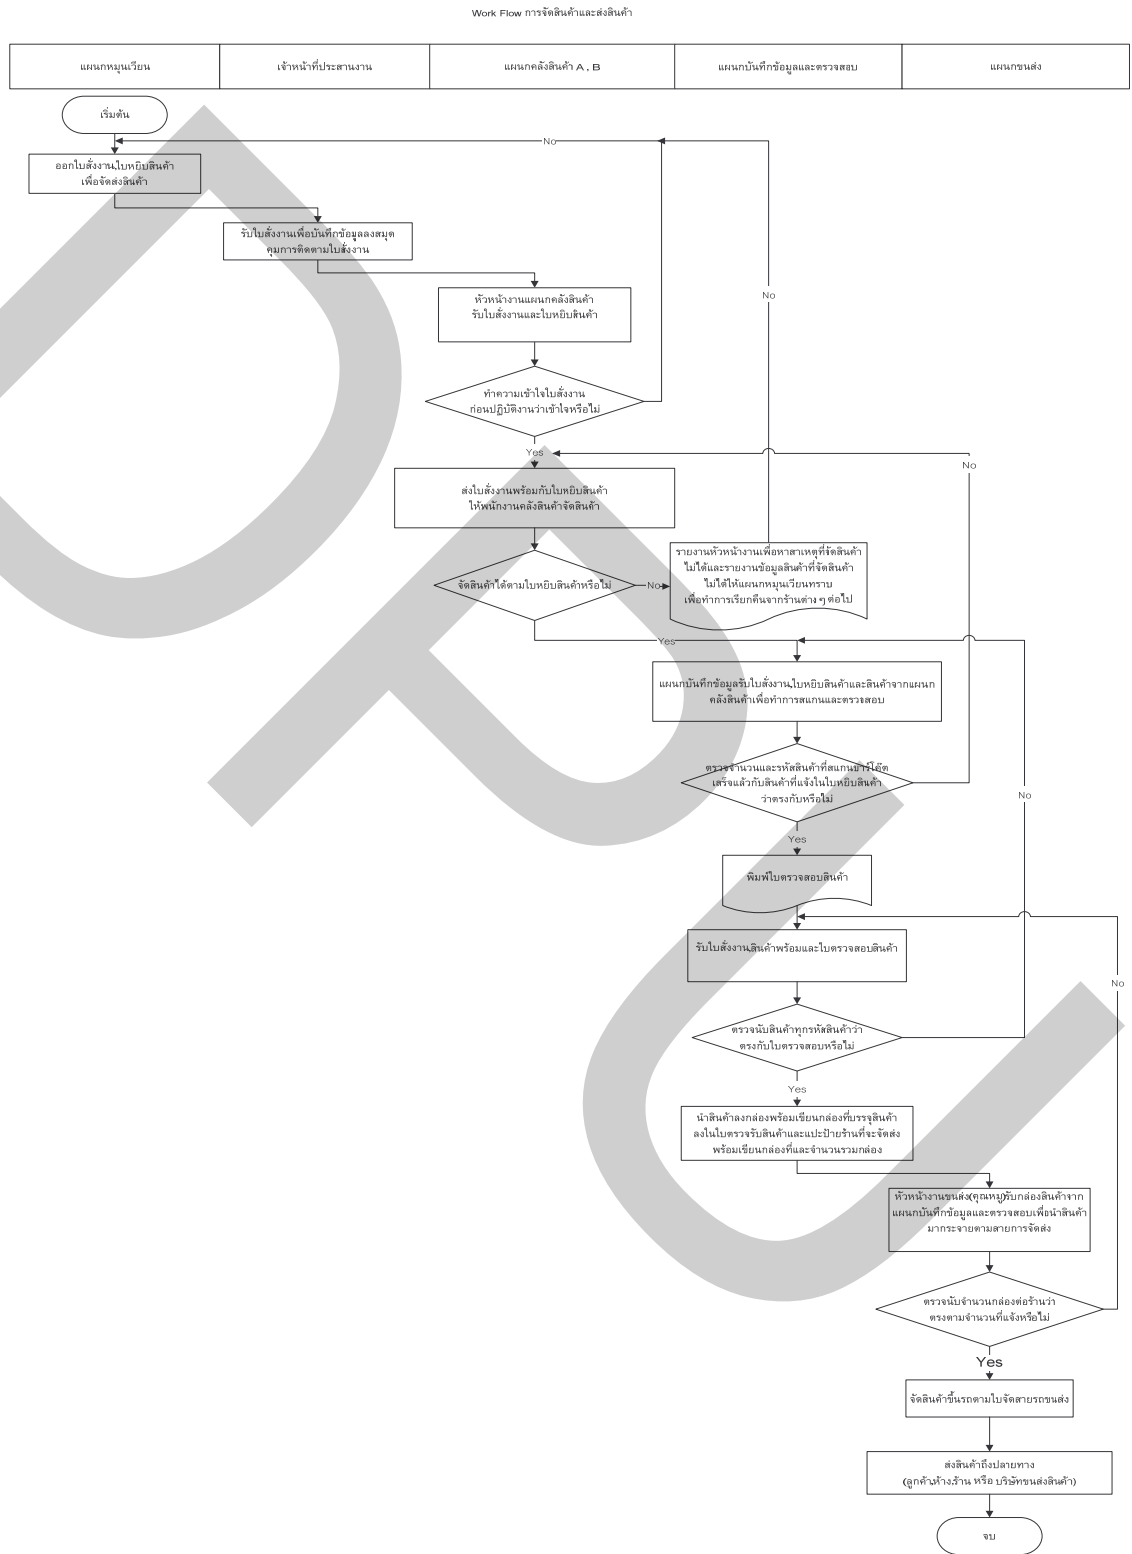 Work Flow การจัดสินค้าและส่งสินค้า
แผนกหมุนเวียน
เจ้าหน้าที่ประสานงาน
แผนกคลังสินค้า A , B
แผนกบันทึกข้อมูลและตรวจสอบ
แผนกขนส่ง
เริ่มต้น
No
ออกใบสั่งงาน,ใบหยิบสินค้า
เพื่อจัดส่งสินค้า
รับใบสั่งงานเพื่อบันทึกข้อมูลลงสมุด
คุมการติดตามใบสั่งงาน
หัวหน้างานแผนกคลังสินค้า
รับใบสั่งงานและใบหยิบสินค้า
No
ทำความเข้าใจใบสั่งงาน
ก่อนปฏิบัติงานว่าเข้าใจหรือไม่
Yes
No
ส่งใบสั่งงานพร้อมกับใบหยิบสินค้า
ให้พนักงานคลังสินค้าจัดสินค้า
จัดสินค้าได้ตามใบหยิบสินค้าหรือไม่
No
รายงานหัวหน้างานเพื่อหาสาเหตุที่จัดสินค้า
ไม่ได้และรายงานข้อมูลสินค้าที่จัดสินค้า
ไม่ได้ให้แผนกหมุนเวียนทราบ
เพื่อทำการเรียกคืนจากร้านต่าง ๆ ต่อไป
Yes
แผนกบันทึกข้อมูลรับใบสั่งงาน,ใบหยิบสินค้าและสินค้าจากแผนก
คลังสินค้าเพื่อทำการสแกนและตรวจสอบ
ตรวจจำนวนและรหัสสินค้าที่สแกนบาร์โค๊ต
เสร็จแล้วกับสินค้าที่แจ้งในใบหยิบสินค้า
ว่าตรงกันหรือไม่
No
Yes
พิมพ์ใบตรวจสอบสินค้า
รับใบสั่งงาน,สินค้าพร้อมและใบตรวจสอบสินค้า
No
ตรวจนับสินค้าทุกรหัสสินค้าว่า
ตรงกับใบตรวจสอบหรือไม่
Yes
นำสินค้าลงกล่องพร้อมเขียนกล่องที่บรรจุสินค้า
ลงในใบตรวจรับสินค้าและแปะป้ายร้านที่จะจัดส่ง
พร้อมเขียนกล่องที่และจำนวนรวมกล่อง
หัวหน้างานขนส่ง(คุณหมู)รับกล่องสินค้าจาก
แผนกบันทึกข้อมูลและตรวจสอบเพื่อนำสินค้า
มากระจายตามสายการจัดส่ง
ตรวจนับจำนวนกล่องต่อร้านว่า
ตรงตามจำนวนที่แจ้งหรือไม่
Yes
จัดสินค้าขึ้นรถตามใบจัดสายรถขนส่ง
ส่งสินค้าถึงปลายทาง
(ลูกค้า,ห้าง,ร้าน หรือ บริษัทขนส่งสินค้า)
จบ
DPU